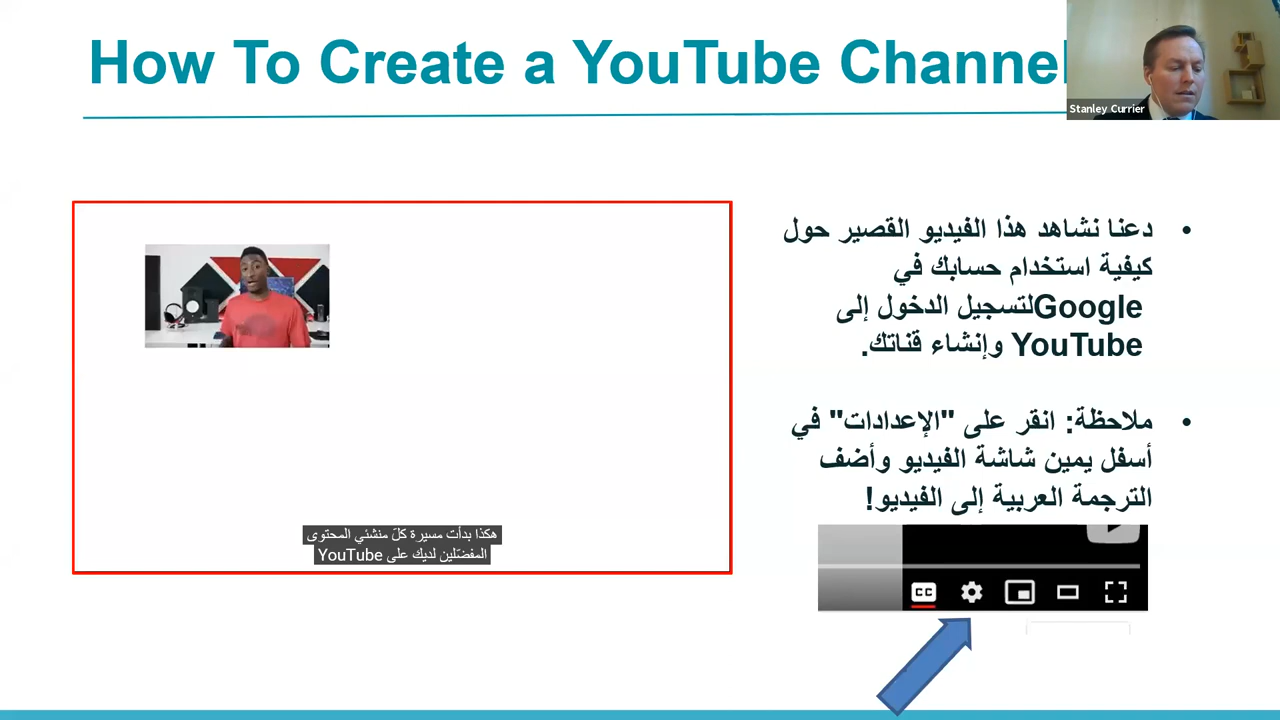 How To Create a YouTube Channel
Stanley Currier
دعنا نشاهد هذا الفيديو القصير حول
كيفية استخدام حسابك في
Googleلتسجيل الدخول إلى
YouTube وإنشاء قناتك.
ملاحظة: انقر على "الإعدادات" في
أسفل يمين شاشة الفيديو وأضف
الترجمة العربية إلى الفيديو!
هكذا بدأت مسيرة كلّ منشئي المحتوى
المفضّلين لديك على YouTube
CC